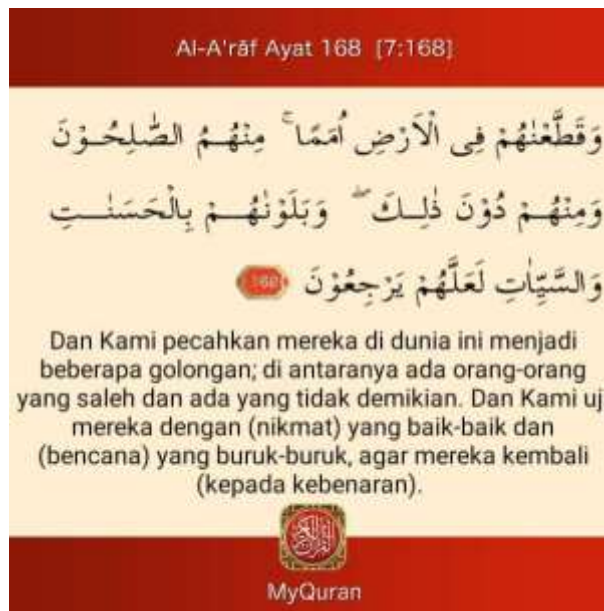 Al-A'rāf Ayat 168 [7:168]
وَقَطَّعْنٰهُمْ فِى الْاَرْضِ اُمَمًاۚ مِنْهُمُ الصّٰلِحُوْنَ
وَمِنْهُمْ دُوْنَ ذٰلِكَۖ وَبَلَوْنٰهُمْ بِالْحَسَنٰتِ
وَالسَّيِّاٰتِ لَعَلَّهُمْ يَرْجِعُوْنَ 168
Dan Kami pecahkan mereka di dunia ini menjadi
beberapa golongan; di antaranya ada orang-orang
yang saleh dan ada yang tidak demikian. Dan Kami uj
mereka dengan (nikmat) yang baik-baik dan
(bencana) yang buruk-buruk, agar mereka kembali
(kepada kebenaran).
MyQuran